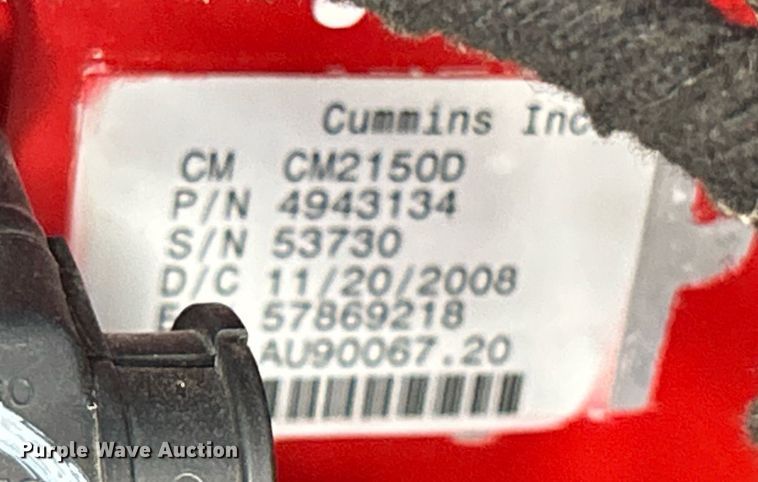 Cummins Inc
CM CM2150D
P/N 4943134
S/N 53730
D/C 11/20/2008
57869218
AU90067.20
Purple Wave Auction